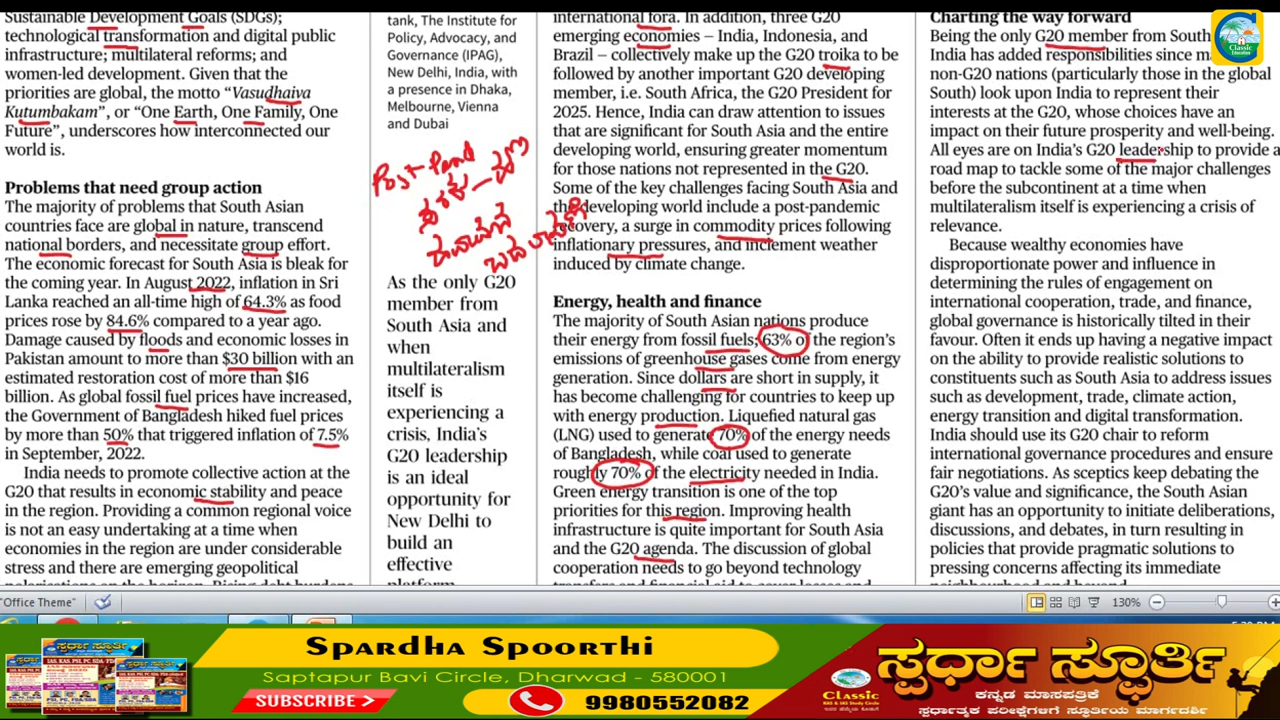 Sustainable Development Goals (SDGs);
technological transformation and digital public
infrastructure; multilateral reforms; and
women-led development. Given that the
priorities are global, the motto “Vasudhaiva
Kutumbakam”, or “One Earth, One Family, One
Future”, underscores how interconnected our
world is.
Problems that need group action
The majority of problems that South Asian
countries face are global in nature, transcend
national borders, and necessitate group effort.
The economic forecast for South Asia is bleak for
the coming year. In August 2022, inflation in Sri
Lanka reached an all-time high of 64.3% as food
prices rose by 84.6% compared to a year ago.
Damage caused by floods and economic losses in
Pakistan amount to more than $30 billion with an
estimated restoration cost of more than $16
billion. As global fossil fuel prices have increased,
the Government of Bangladesh hiked fuel prices
by more than 50% that triggered inflation of 7.5%
in September, 2022.
India needs to promote collective action at the
G20 that results in economic stability and peace
in the region. Providing a common regional voice
is not an easy undertaking at a time when
economies in the region are under considerable
stress and there are emerging geopolitical
tank, The Institute for
Policy, Advocacy, and
Governance (IPAG),
New Delhi, India, with
a presence in Dhaka,
Melbourne, Vienna
and Dubai
Post-Pand
As the only G20
member from
South Asia and
when
multilateralism
itself is
experiencing a
crisis, India’s
G20 leadership
is an ideal
opportunity for
New Delhi to
build an
effective
platform
international fora. In addition, three G20
emerging economies – India, Indonesia, and
Brazil – collectively make up the G20 troika to be
followed by another important G20 developing
member, i.e. South Africa, the G20 President for
2025. Hence, India can draw attention to issues
that are significant for South Asia and the entire
developing world, ensuring greater momentum
for those nations not represented in the G20.
Some of the key challenges facing South Asia and
the developing world include a post-pandemic
recovery, a surge in commodity prices following
inflationary pressures, and inclement weather
induced by climate change.
Energy, health and finance
The majority of South Asian nations produce
their energy from fossil fuels; 63% of the region’s
emissions of greenhouse gases come from energy
generation. Since dollars are short in supply, it
has become challenging for countries to keep up
with energy production. Liquefied natural gas
(LNG) used to generate 70% of the energy needs
of Bangladesh, while coal used to generate
roughly 70% of the electricity needed in India.
Green energy transition is one of the top
priorities for this region. Improving health
infrastructure is quite important for South Asia
and the G20 agenda. The discussion of global
cooperation needs to go beyond technology
Charting the way forward
Being the only G20 member from South
India has added responsibilities since
non-G20 nations (particularly those in the global
South) look upon India to represent their
interests at the G20, whose choices have an
impact on their future prosperity and well-being.
All eyes are on India’s G20 leadership to provide a
road map to tackle some of the major challenges
before the subcontinent at a time when
multilateralism itself is experiencing a crisis of
relevance.
Because wealthy economies have
disproportionate power and influence in
determining the rules of engagement on
international cooperation, trade, and finance,
global governance is historically tilted in their
favour. Often it ends up having a negative impact
on the ability to provide realistic solutions to
constituents such as South Asia to address issues
such as development, trade, climate action,
energy transition and digital transformation.
India should use its G20 chair to reform
international governance procedures and ensure
fair negotiations. As sceptics keep debating the
G20’s value and significance, the South Asian
giant has an opportunity to initiate deliberations,
discussions, and debates, in turn resulting in
policies that provide pragmatic solutions to
pressing concerns affecting its immediate
Classic
Education
"Office Theme"
130%
Spardha Spoorthi
Saptapur Bavi Circle, Dharwad - 580001
SUBSCRIBE
9980552082
Classic
ಸ್ಪರ್ಧಾ ಸ್ಫೂರ್ತಿ
ಕನ್ನಡ ಮಾಸಪತ್ರಿಕೆ
ಸ್ಪರ್ಧಾತ್ಮಕ ಪರೀಕ್ಷೆಗಳಿಗೆ ಸ್ಫೂರ್ತಿಯ ಮಾರ್ಗದರ್ಶಿ